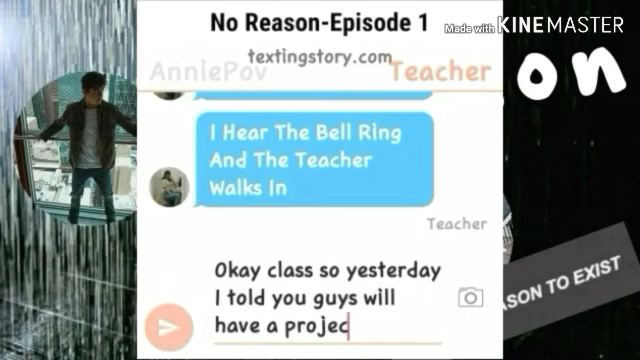 No Reason-Episode 1
Made with KINEMASTER
textingstory.com
AnniePov
Teacher
on
I Hear The Bell Ring
And The Teacher
Walks In
Teacher
Okay class so yesterday
I told you guys will
have a projec
SON TO EXIST